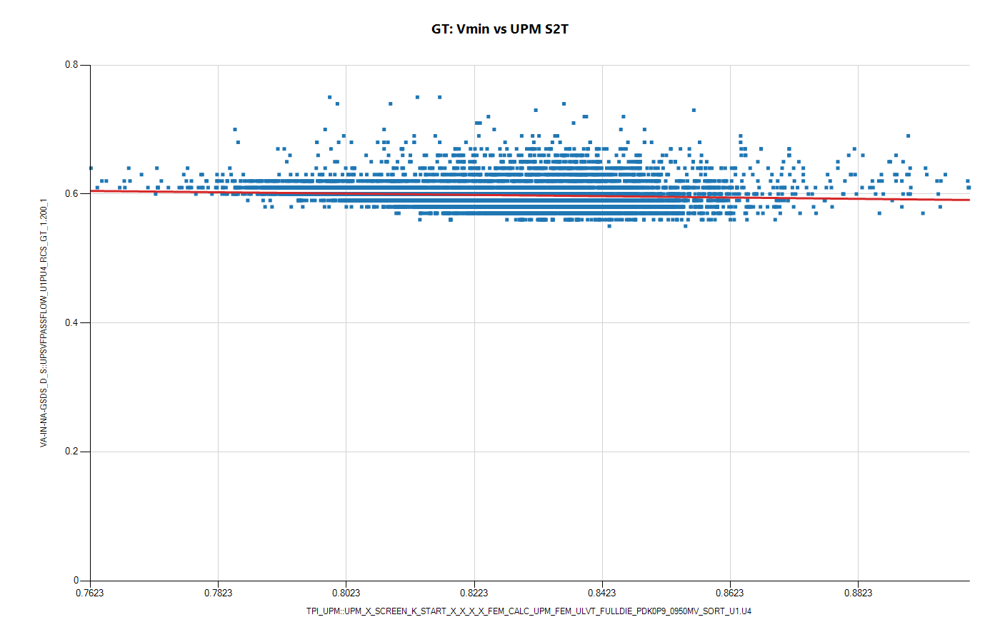 GT: Vmin vs UPM S2T
0.8
0.6
0.4
0.2
0
VA-IN-NA-GSDS_D_S::UPSVFPASSFLOW_U1PU4_RCS_GT_1.200_1
0.7623 0.7823 0.8023 0.8223 0.8423 0.8623 0.8823
TPI_UPM::UPM_X_SCREEN_K_START_X_X_X_X_FEM_CALC_UPM_FEM_ULVT_FULLDIE_PDK0P9_0950MV_SORT_U1.U4